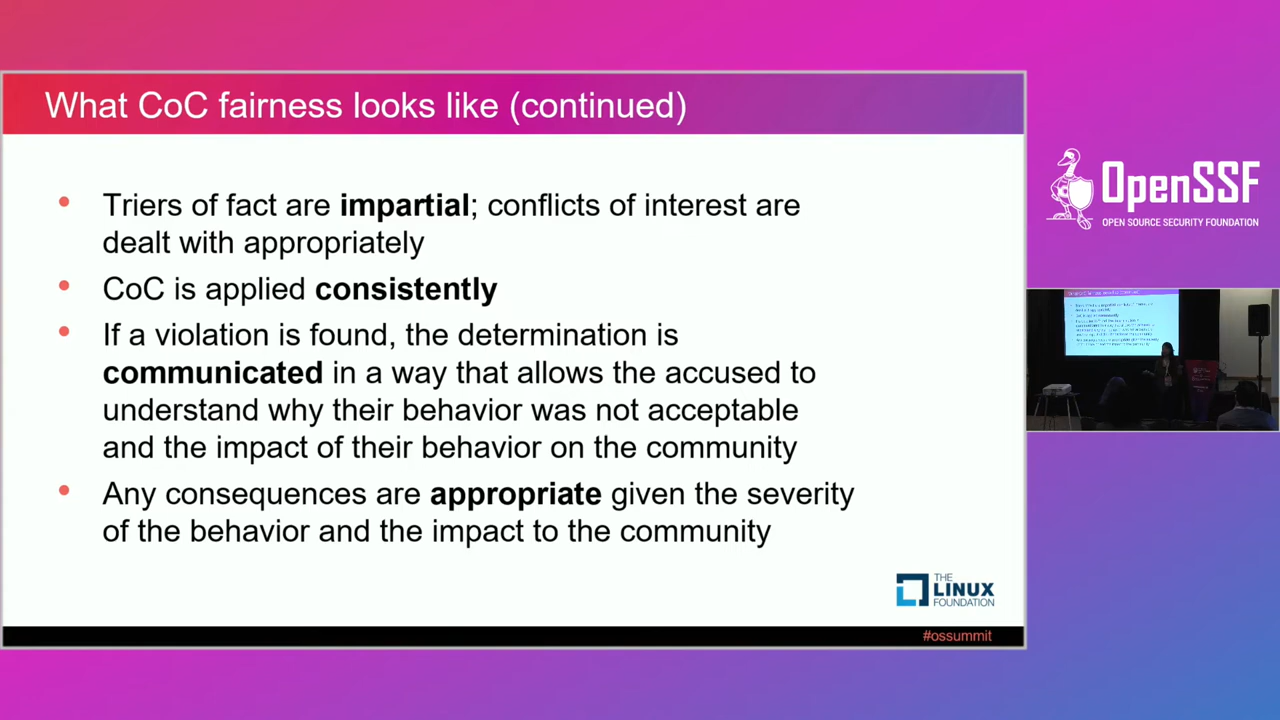 What CoC fairness looks like (continued)
• Triers of fact are impartial; conflicts of interest are
dealt with appropriately
• CoC is applied consistently
• If a violation is found, the determination is
communicated in a way that allows the accused to
understand why their behavior was not acceptable
and the impact of their behavior on the community
• Any consequences are appropriate given the severity
of the behavior and the impact to the community
THE
LINUX
FOUNDATION
#ossummit
OpenSSF
OPEN SOURCE SECURITY FOUNDATION